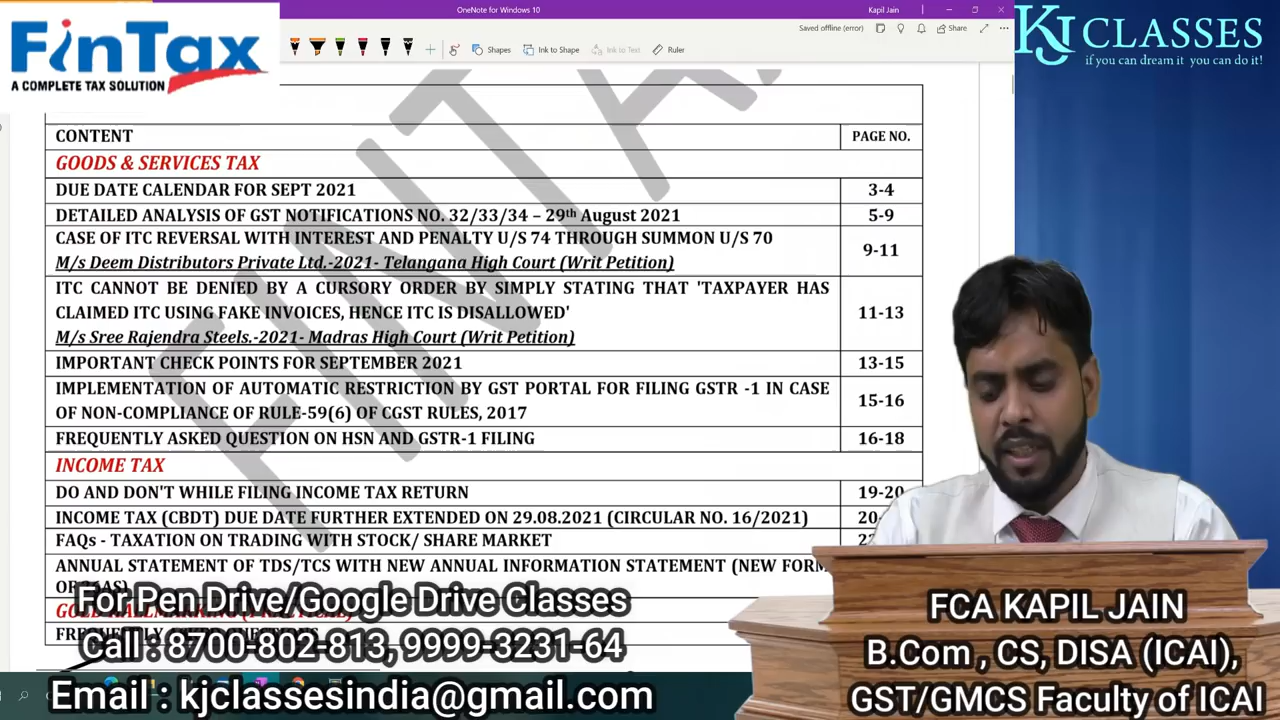 FinTax
A COMPLETE TAX SOLUTION
OneNote for Windows 10
Kapil Jain
Saved offline (error)
Share
Shapes
Ink to Shape
Ink to Text
Ruler
KJ CLASSES
if you can dream it you can do it!
CONTENT PAGE NO.
GOODS & SERVICES TAX
DUE DATE CALENDAR FOR SEPT 2021 3-4
DETAILED ANALYSIS OF GST NOTIFICATIONS NO. 32/33/34 – 29th August 2021 5-9
CASE OF ITC REVERSAL WITH INTEREST AND PENALTY U/S 74 THROUGH SUMMON U/S 70
M/s Deem Distributors Private Ltd.-2021- Telangana High Court (Writ Petition) 9-11
ITC CANNOT BE DENIED BY A CURSORY ORDER BY SIMPLY STATING THAT 'TAXPAYER HAS
CLAIMED ITC USING FAKE INVOICES, HENCE ITC IS DISALLOWED' 11-13
M/s Sree Rajendra Steels.-2021- Madras High Court (Writ Petition)
IMPORTANT CHECK POINTS FOR SEPTEMBER 2021 13-15
IMPLEMENTATION OF AUTOMATIC RESTRICTION BY GST PORTAL FOR FILING GSTR -1 IN CASE
OF NON-COMPLIANCE OF RULE-59(6) OF CGST RULES, 2017 15-16
FREQUENTLY ASKED QUESTION ON HSN AND GSTR-1 FILING 16-18
INCOME TAX
DO AND DON'T WHILE FILING INCOME TAX RETURN 19-20
INCOME TAX (CBDT) DUE DATE FURTHER EXTENDED ON 29.08.2021 (CIRCULAR NO. 16/2021) 20-
FAQs - TAXATION ON TRADING WITH STOCK/ SHARE MARKET
ANNUAL STATEMENT OF TDS/TCS WITH NEW ANNUAL INFORMATION STATEMENT (NEW FORM
For Pen Drive/Google Drive Classes
Call : 8700-802-813, 9999-3231-64
Email : kjclassesindia@gmail.com
FCA KAPIL JAIN
B.Com , CS, DISA (ICAI),
GST/GMCS Faculty of ICAI